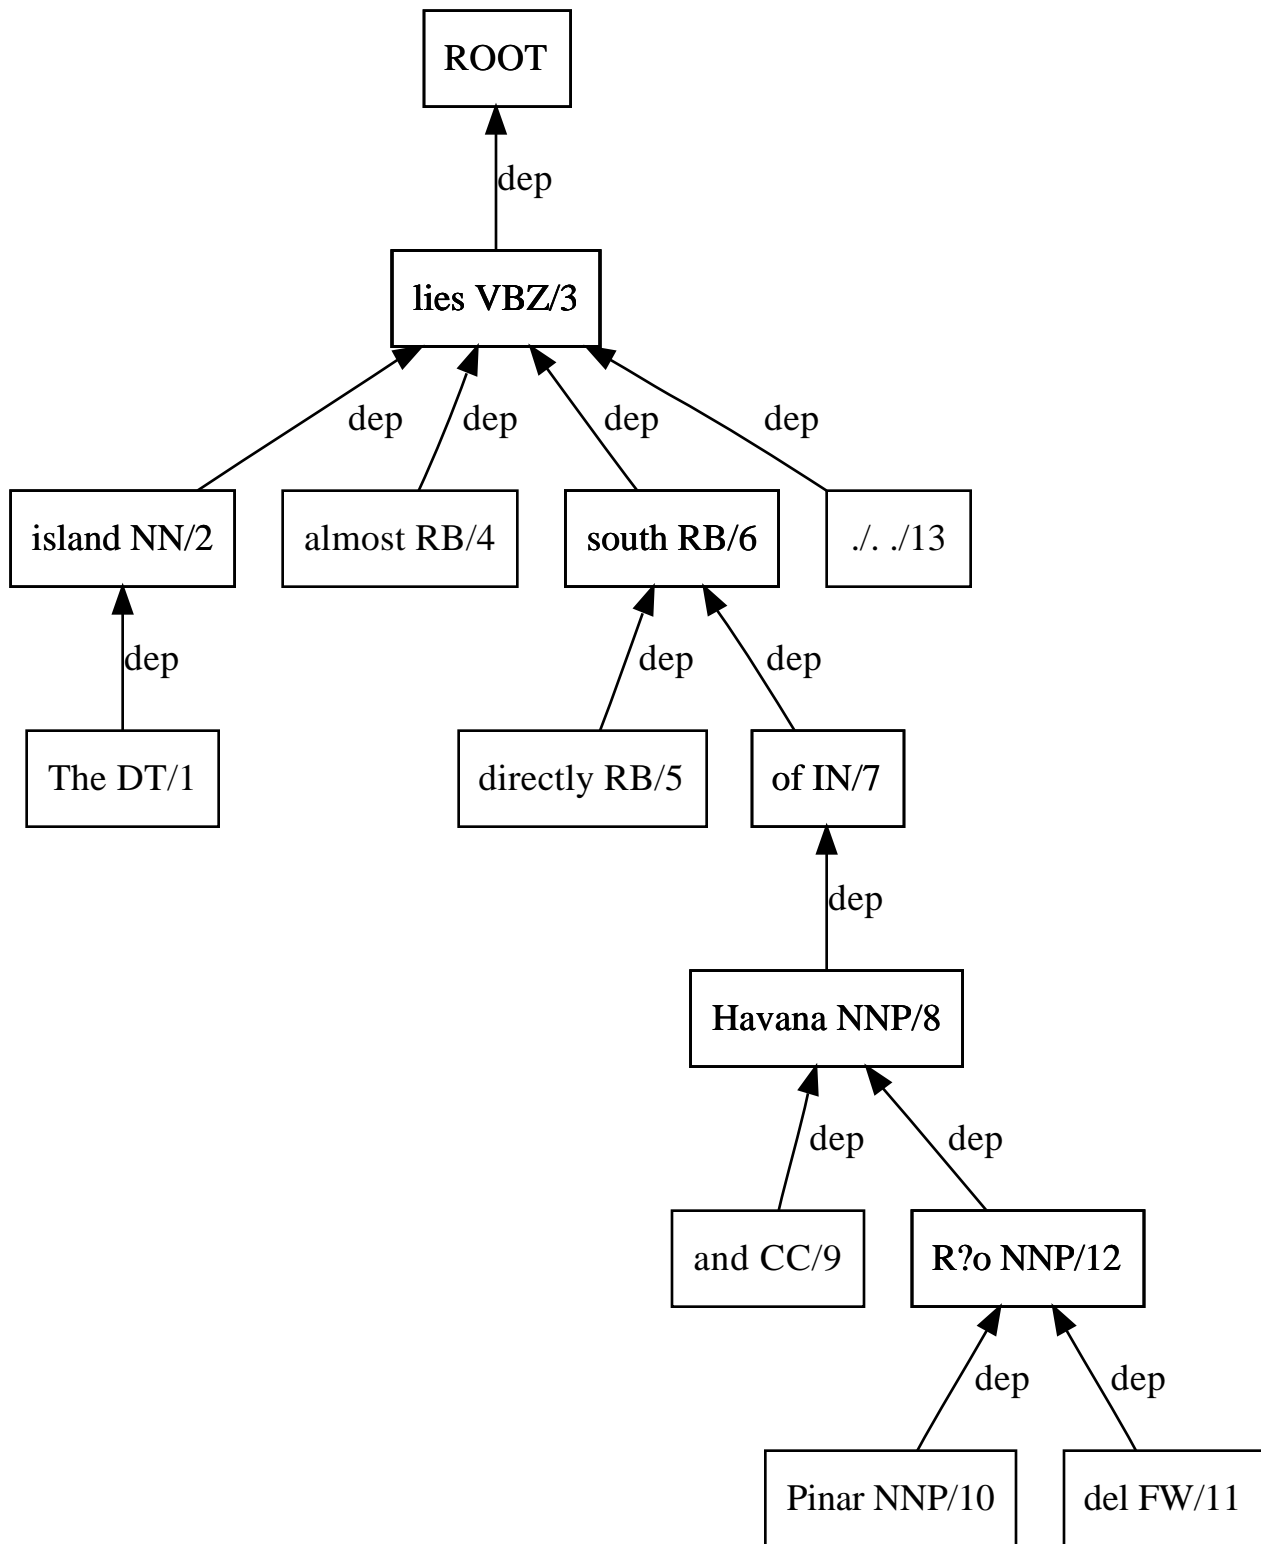 ROOT
dep
lies VBZ/3
dep dep dep dep
island NN/2 almost RB/4 south RB/6 ./. ./13
dep dep dep
The DT/1 directly RB/5 of IN/7
dep
Havana NNP/8
dep dep
and CC/9 R?o NNP/12
dep dep
Pinar NNP/10 del FW/11